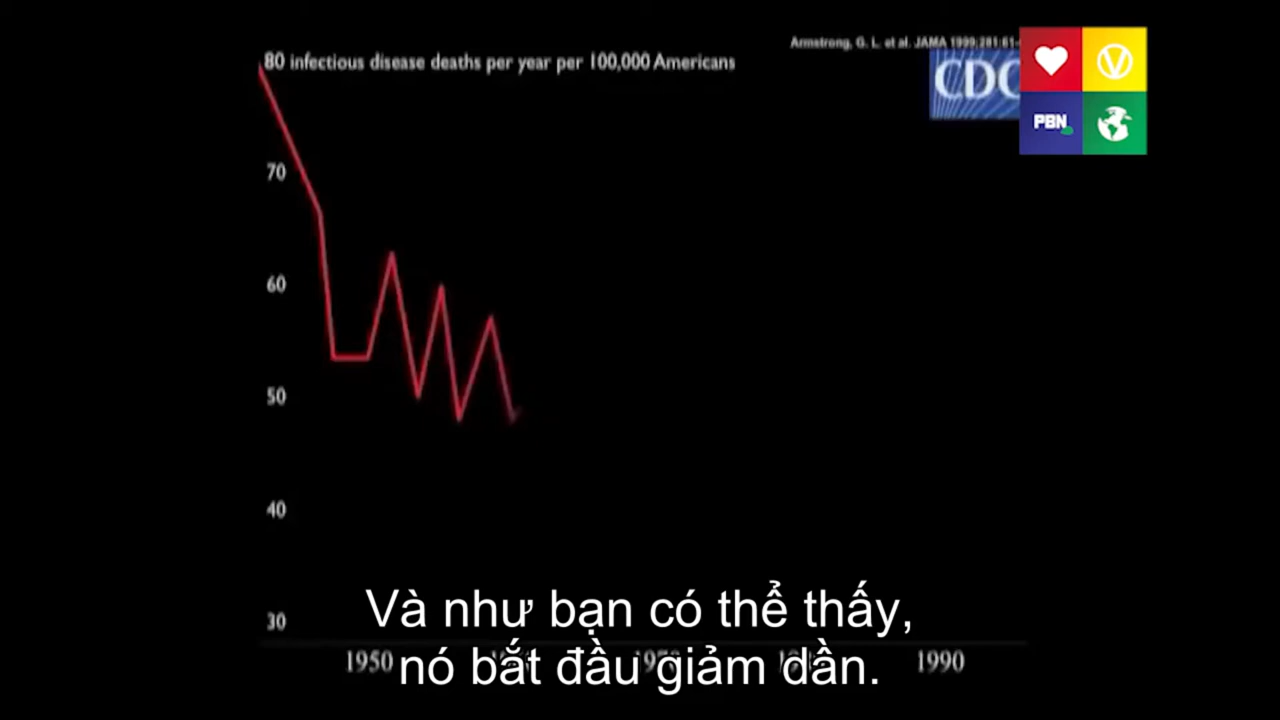 Armstrong, G. L. et al. JAMA 1999;281:61-
80 infectious disease deaths per year per 100,000 Americans
CDC
PBN
70
60
50
40
30
1950 1970 1990
Và như bạn có thể thấy,
nó bắt đầu giảm dần.